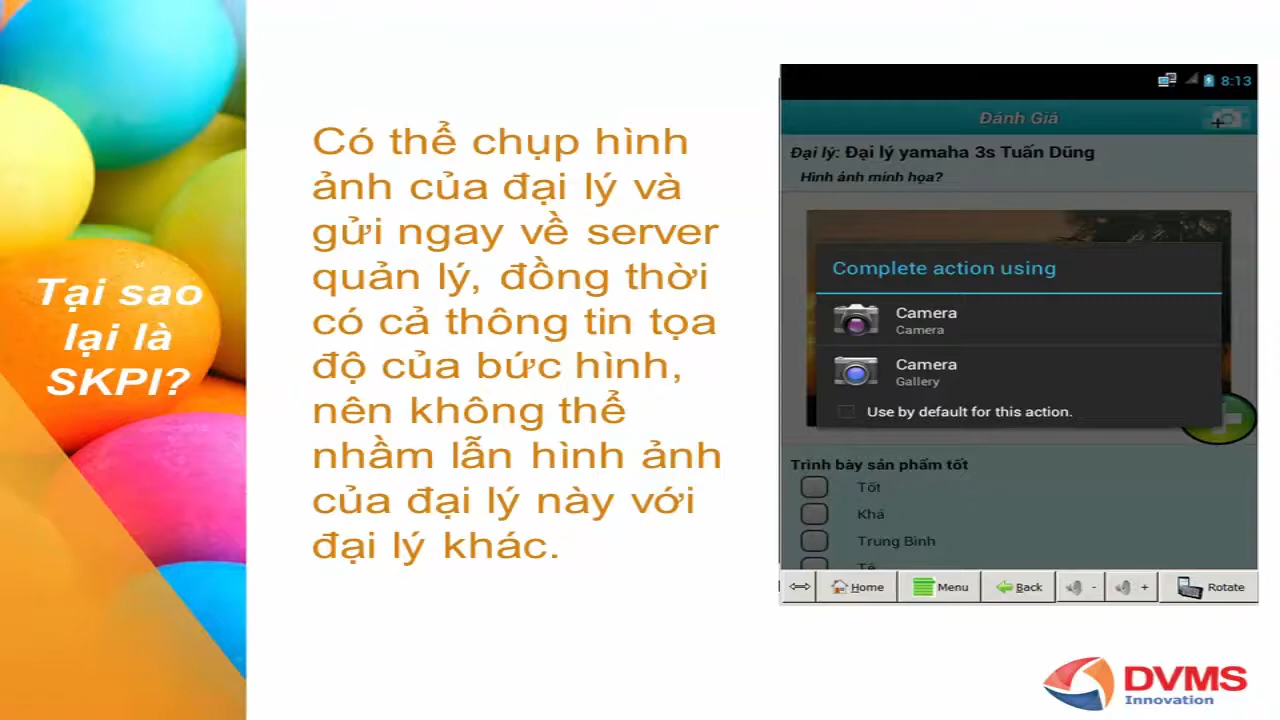 Tại sao
lại là
SKPI?
Có thể chụp hình
ảnh của đại lý và
gửi ngay về server
quản lý, đồng thời
có cả thông tin tọa
độ của bức hình,
nên không thể
nhầm lẫn hình ảnh
của đại lý này với
đại lý khác.
8:13
Đánh Giá
Đại lý: Đại lý yamaha 3s Tuấn Dũng
Hình ảnh minh họa?
Complete action using
Camera
Camera
Camera
Gallery
Use by default for this action.
Trình bày sản phẩm tốt
Tốt
Khá
Trung Bình
Tệ
Home Menu Back - + Rotate
DVMS
Innovation